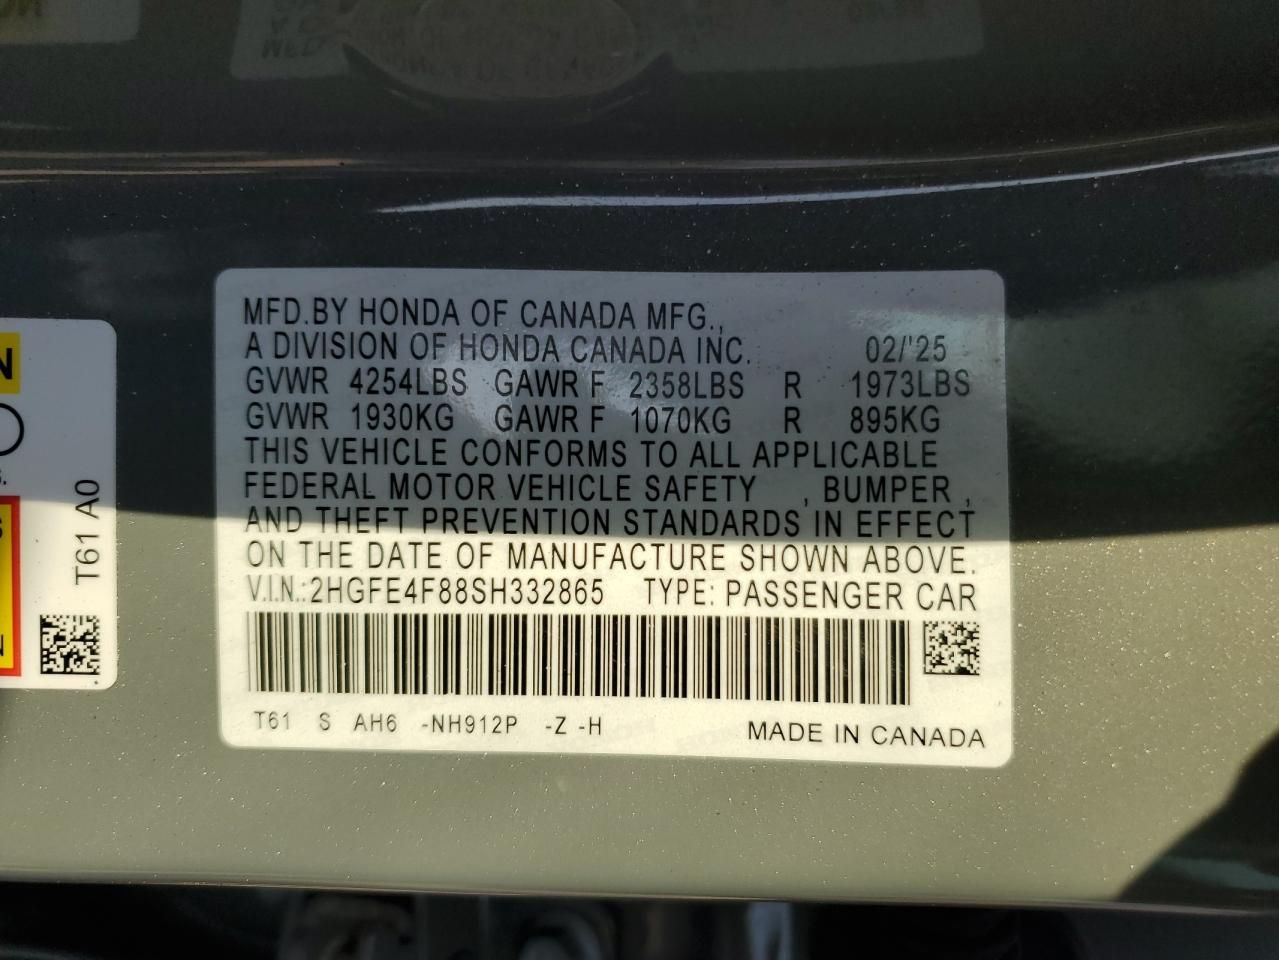 MFD.BY HONDA OF CANADA MFG.,
A DIVISION OF HONDA CANADA INC. 02/'25
GVWR 4254LBS GAWR F 2358LBS R 1973LBS
GVWR 1930KG GAWR F 1070KG R 895KG
THIS VEHICLE CONFORMS TO ALL APPLICABLE
FEDERAL MOTOR VEHICLE SAFETY , BUMPER ,
AND THEFT PREVENTION STANDARDS IN EFFECT
ON THE DATE OF MANUFACTURE SHOWN ABOVE.
V.I.N.:2HGFE4F88SH332865 TYPE: PASSENGER CAR
T61 S AH6 -NH912P -Z -H MADE IN CANADA
T61 A0